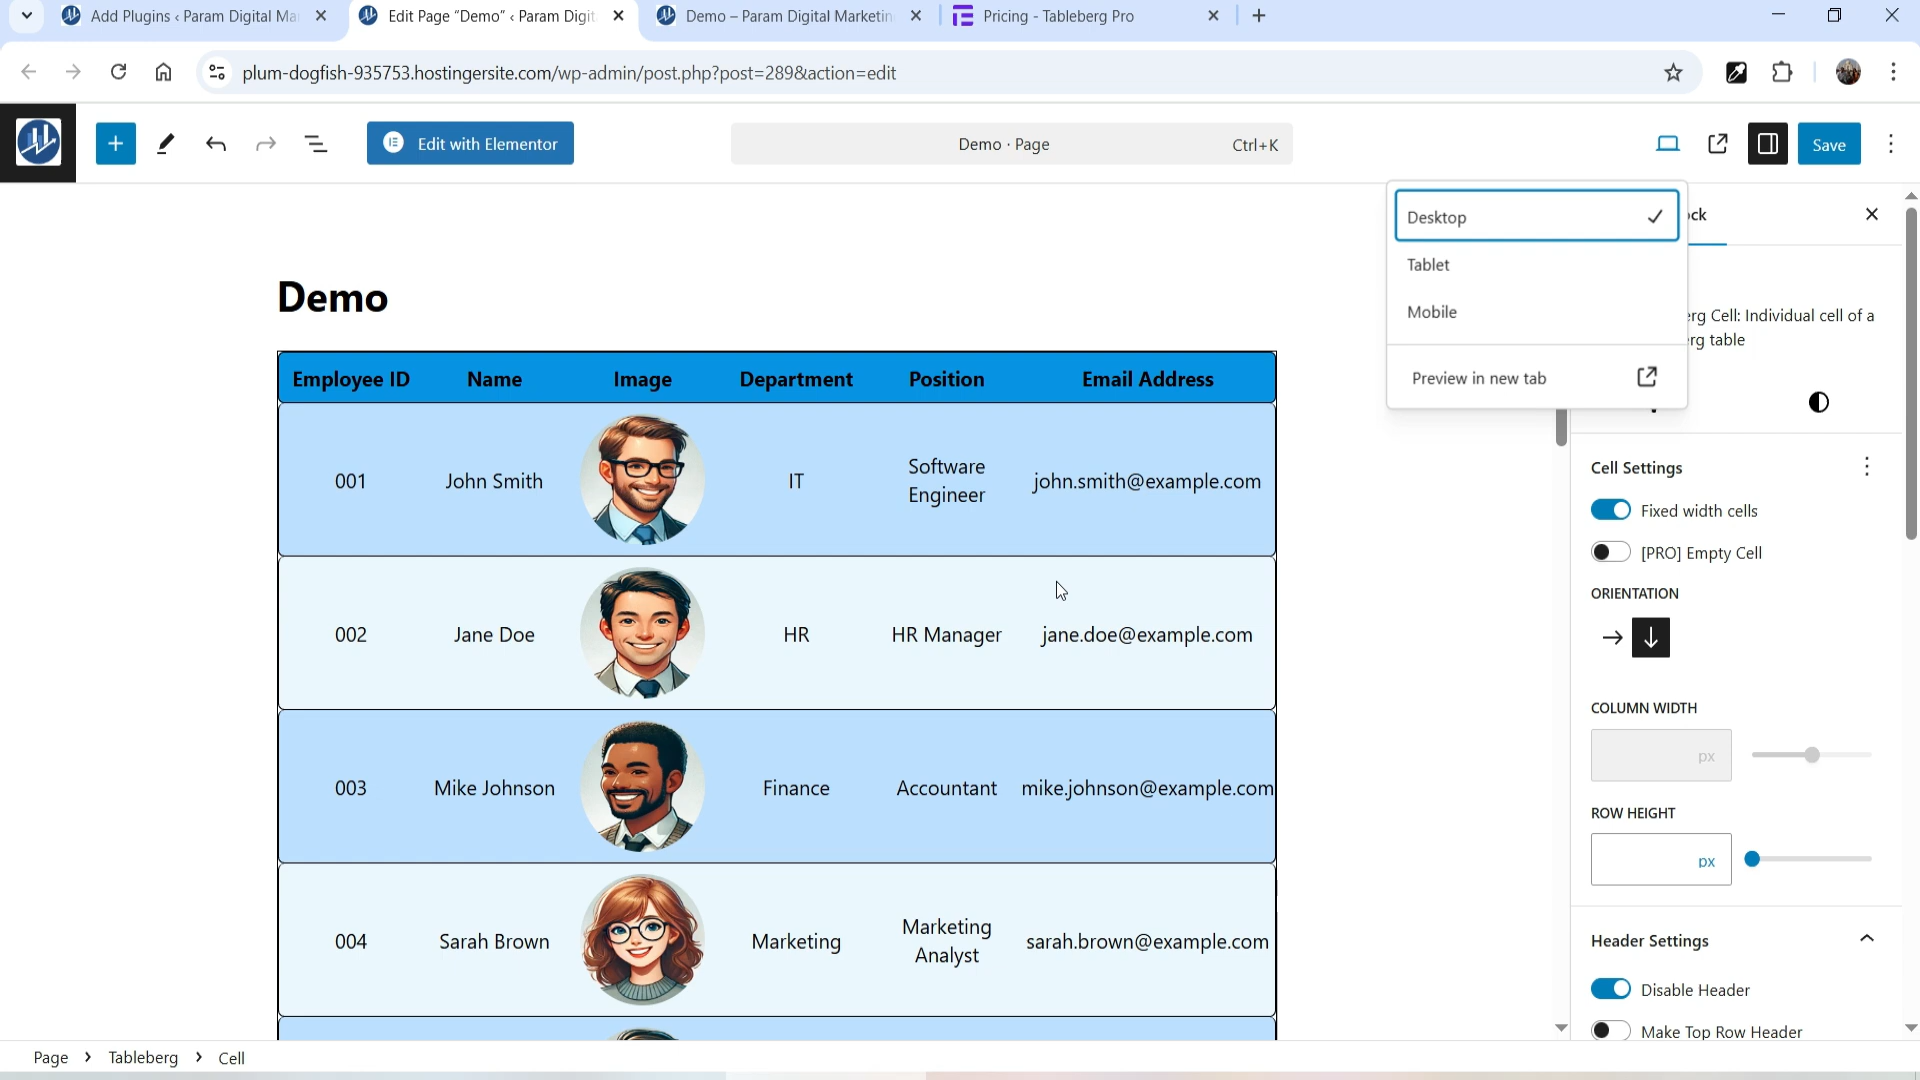 Add Plugins ‹ Param Digital Ma
Edit Page “Demo” ‹ Param Digit
Demo – Param Digital Marketin
Pricing - Tableberg Pro
plum-dogfish-935753.hostingersite.com/wp-admin/post.php?post=289&action=edit
Edit with Elementor
Demo · Page
Ctrl+K
Save
Desktop
Tablet
Mobile
Preview in new tab
ck
erg Cell: Individual cell of a
rg table
Demo
Employee ID Name Image Department Position Email Address
001 John Smith IT Software Engineer john.smith@example.com
002 Jane Doe HR HR Manager jane.doe@example.com
003 Mike Johnson Finance Accountant mike.johnson@example.com
004 Sarah Brown Marketing Marketing Analyst sarah.brown@example.com
Cell Settings
Fixed width cells
[PRO] Empty Cell
ORIENTATION
COLUMN WIDTH
px
ROW HEIGHT
px
Header Settings
Disable Header
Make Top Row Header
Page › Tableberg › Cell